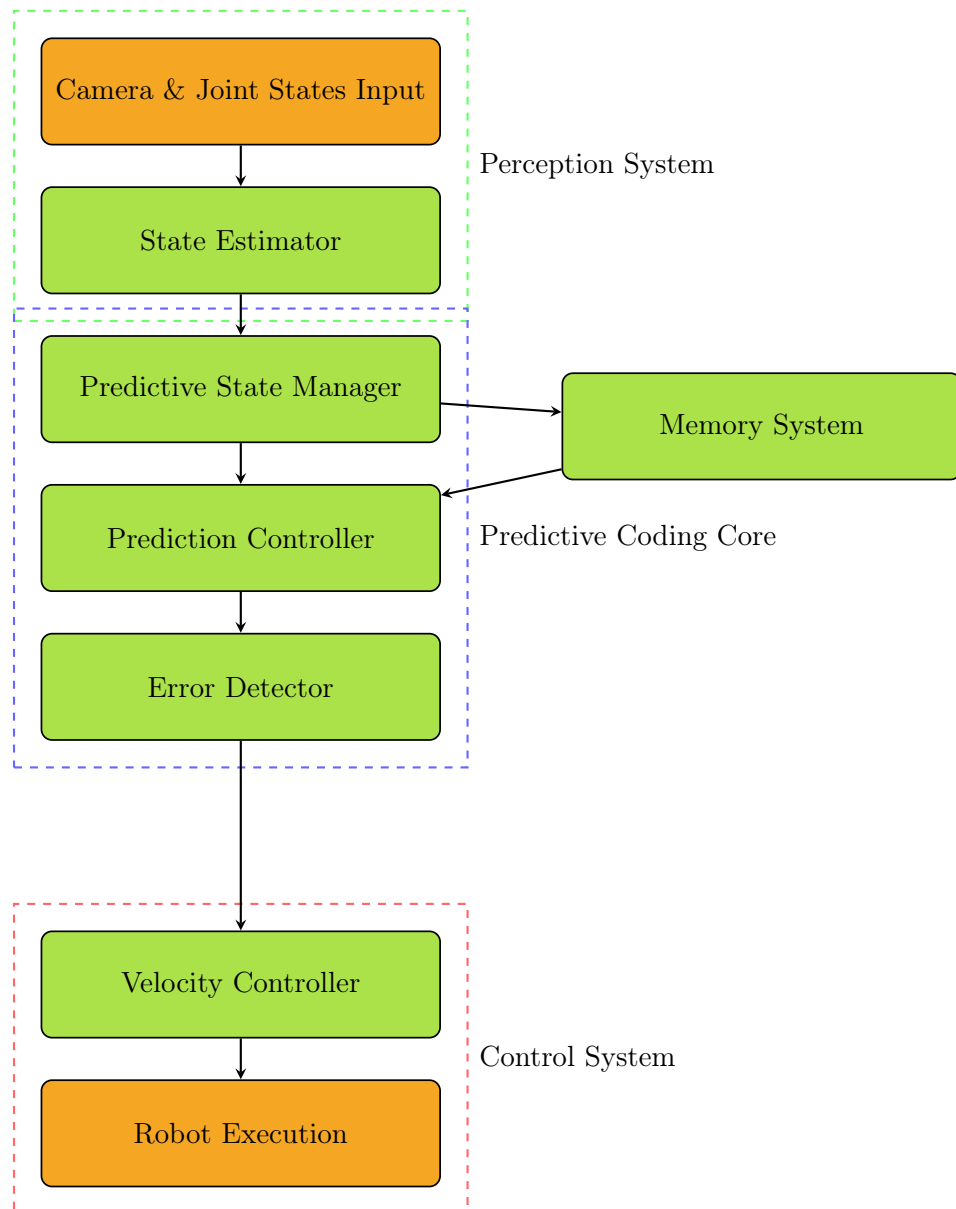 Camera & Joint States Input
Perception System
State Estimator
Predictive State Manager
Memory System
Prediction Controller
Predictive Coding Core
Error Detector
Velocity Controller
Control System
Robot Execution